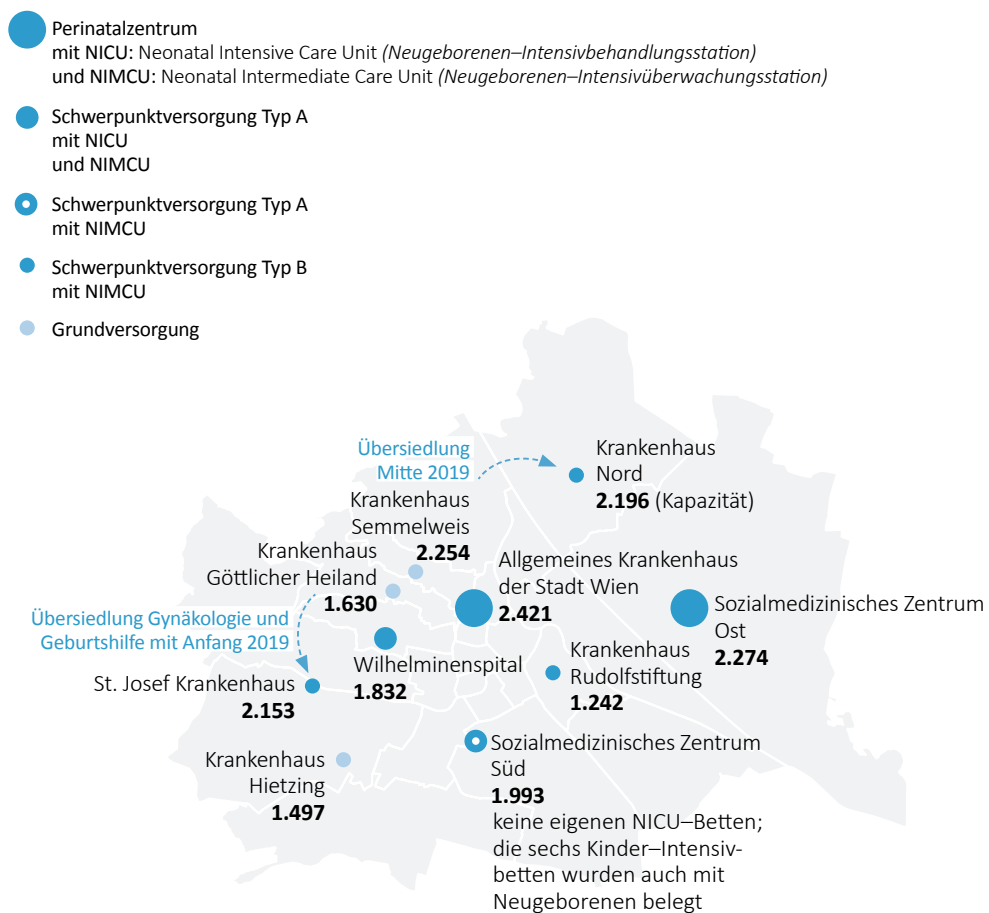 Perinatalzentrum
mit NICU: Neonatal Intensive Care Unit (Neugeborenen–Intensivbehandlungsstation)
und NIMCU: Neonatal Intermediate Care Unit (Neugeborenen–Intensivüberwachungsstation)
Schwerpunktversorgung Typ A
mit NICU
und NIMCU
Schwerpunktversorgung Typ A
mit NIMCU
Schwerpunktversorgung Typ B
mit NIMCU
Grundversorgung
Übersiedlung
Mitte 2019
Krankenhaus
Nord
2.196 (Kapazität)
Krankenhaus
Semmelweis
2.254
Krankenhaus
Göttlicher Heiland
1.630
Allgemeines Krankenhaus
der Stadt Wien
2.421
Sozialmedizinisches Zentrum
Ost
2.274
Übersiedlung Gynäkologie und
Geburtshilfe mit Anfang 2019
Wilhelminenspital
1.832
Krankenhaus
Rudolfstiftung
1.242
St. Josef Krankenhaus
2.153
Krankenhaus
Hietzing
1.497
Sozialmedizinisches Zentrum
Süd
1.993
keine eigenen NICU–Betten;
die sechs Kinder–Intensiv-
betten wurden auch mit
Neugeborenen belegt